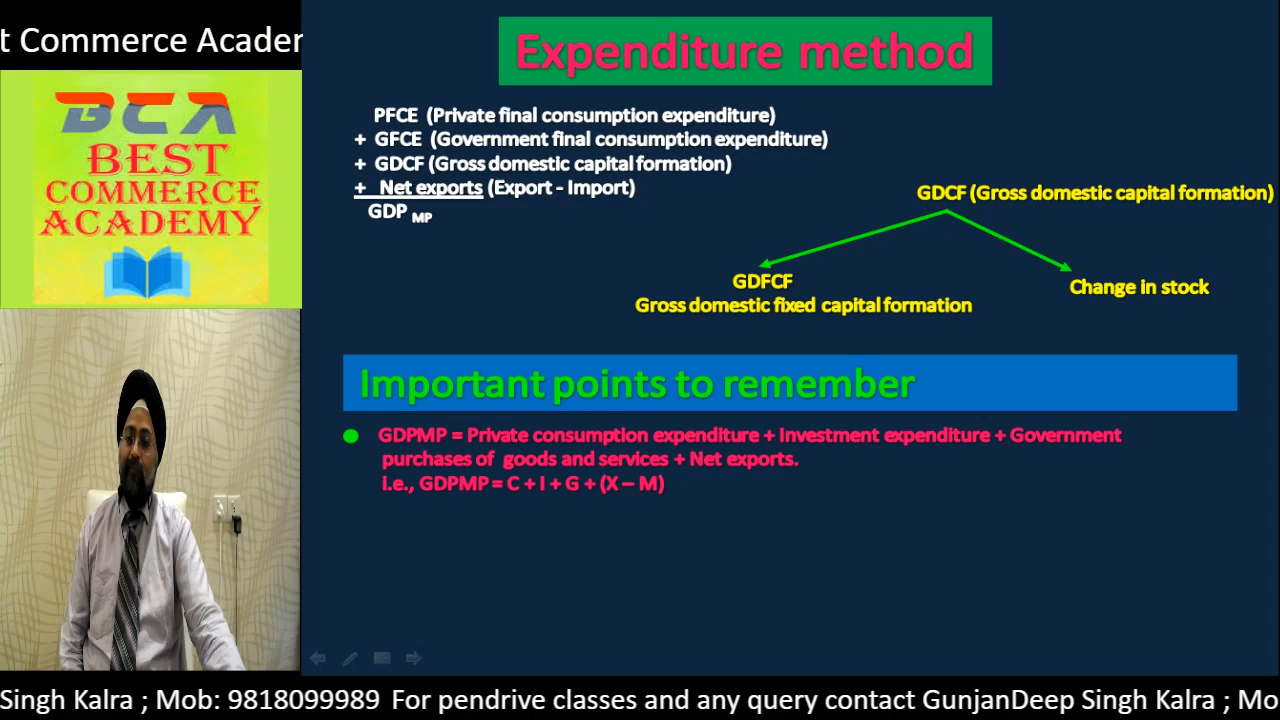 t Commerce Academ
BCA
BEST
COMMERCE
ACADEMY
Expenditure method
PFCE (Private final consumption expenditure)
+ GFCE (Government final consumption expenditure)
+ GDCF (Gross domestic capital formation)
+ Net exports (Export - Import)
GDP MP
GDCF (Gross domestic capital formation)
GDFCF
Gross domestic fixed capital formation
Change in stock
Important points to remember
GDPMP = Private consumption expenditure + Investment expenditure + Government
purchases of goods and services + Net exports.
i.e., GDPMP = C + I + G + (X – M)
Singh Kalra ; Mob: 9818099989 For pendrive classes and any query contact GunjanDeep Singh Kalra ; Mo